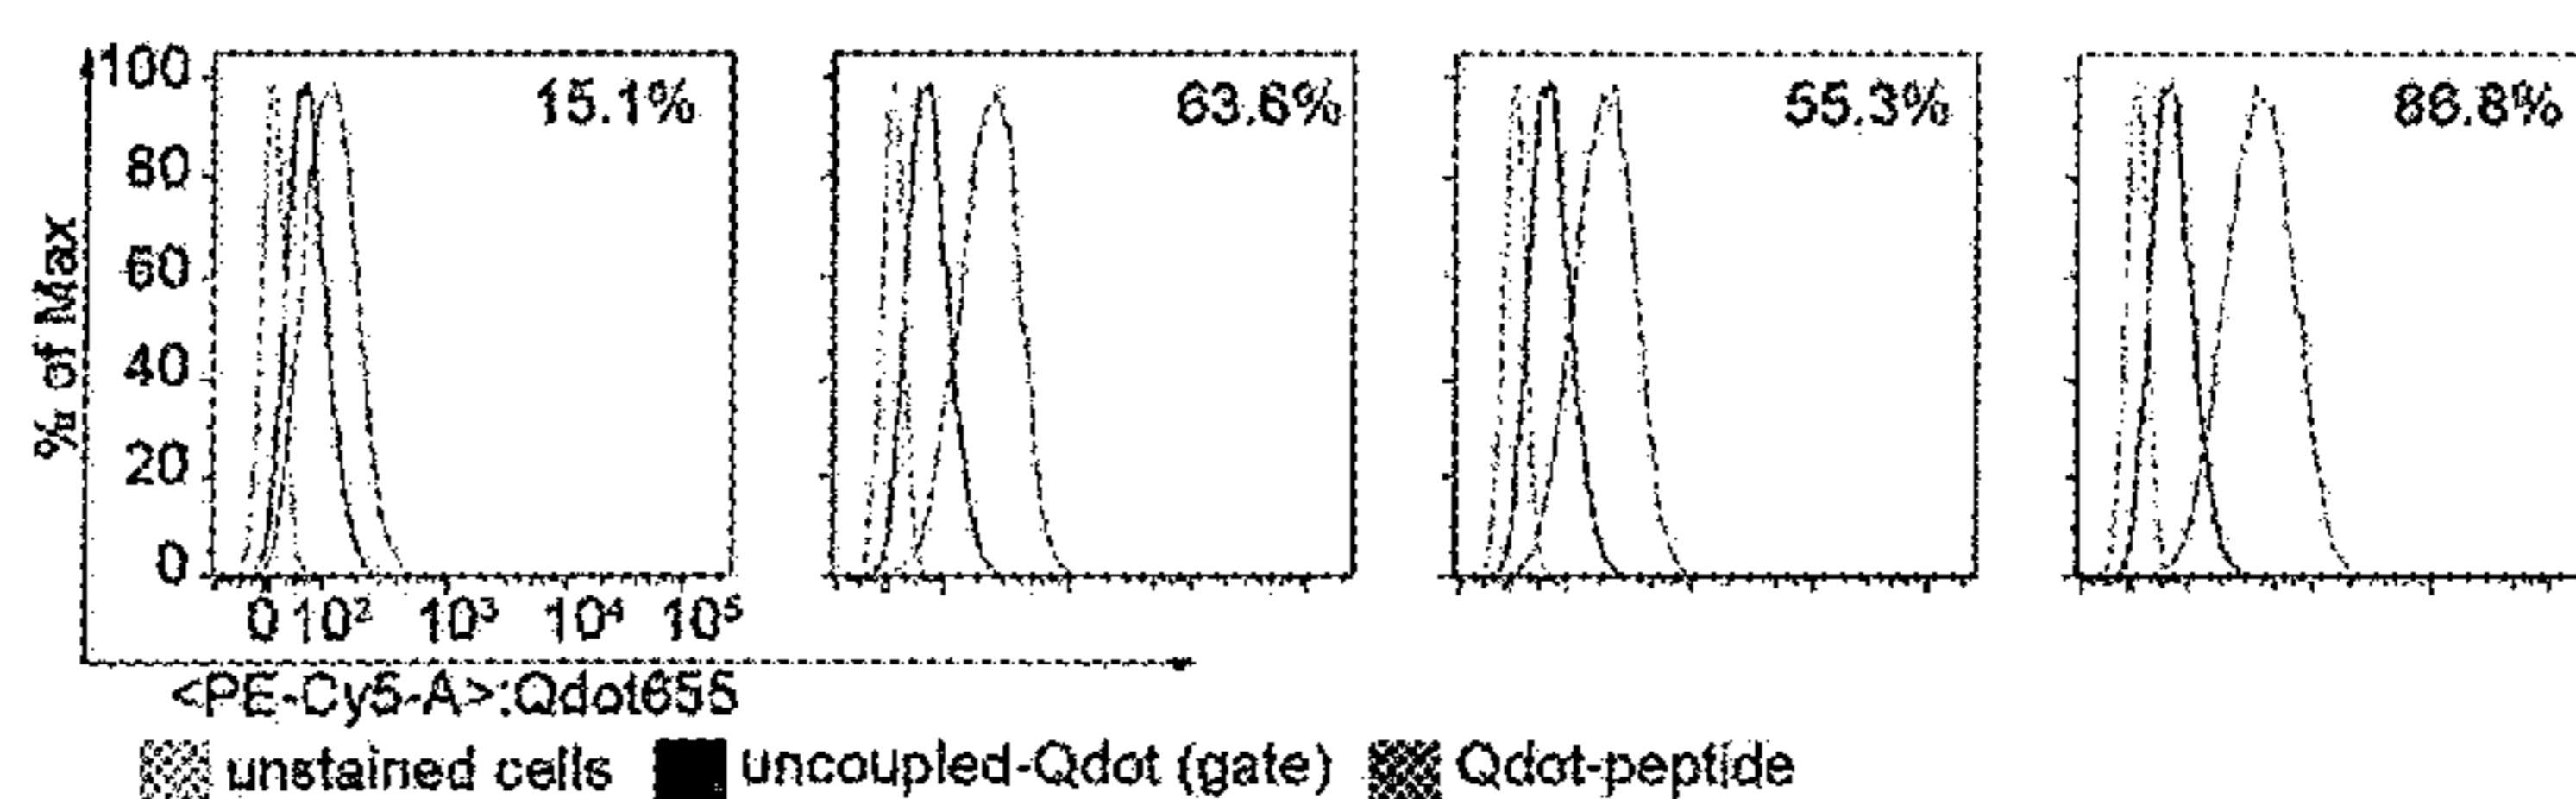 100 15.1% 63.6% 55.3% 86.8%
80
60
40
20
0
% of Max
0 10² 10³ 10⁴ 10⁵
<PE-Cy5-A>:Qdot655
unstained cells uncoupled-Qdot (gate) Qdot-peptide